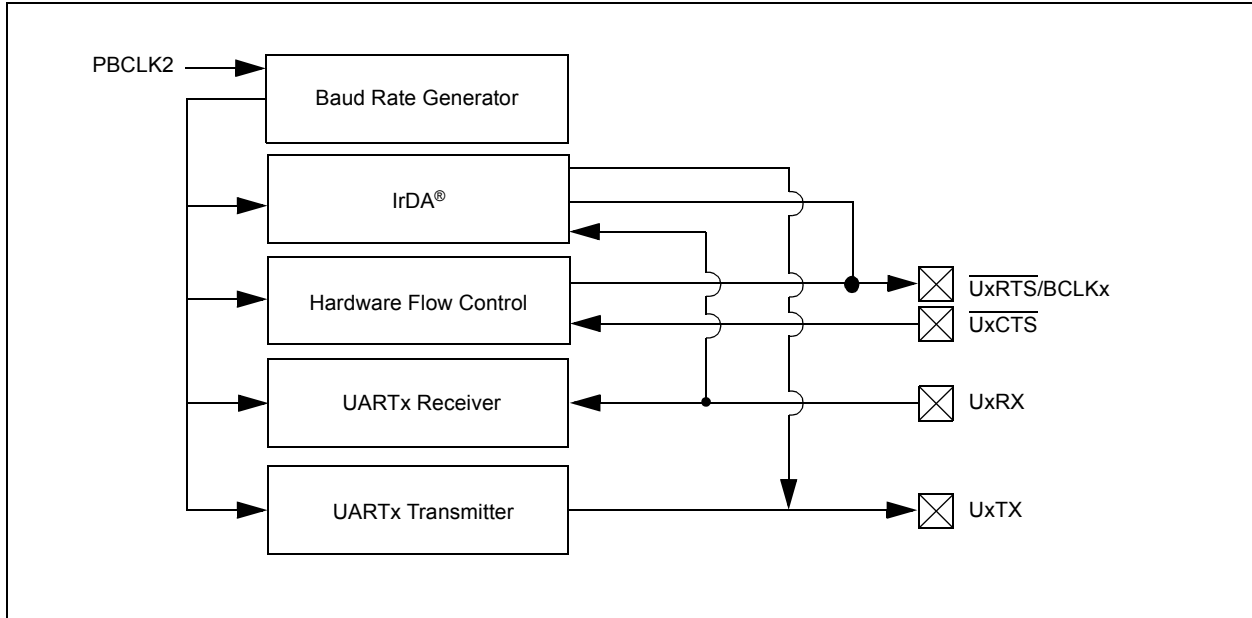 PBCLK2
Baud Rate Generator
IrDA®
Hardware Flow Control
UxRTS/BCLKx
UxCTS
UARTx Receiver
UxRX
UARTx Transmitter
UxTX